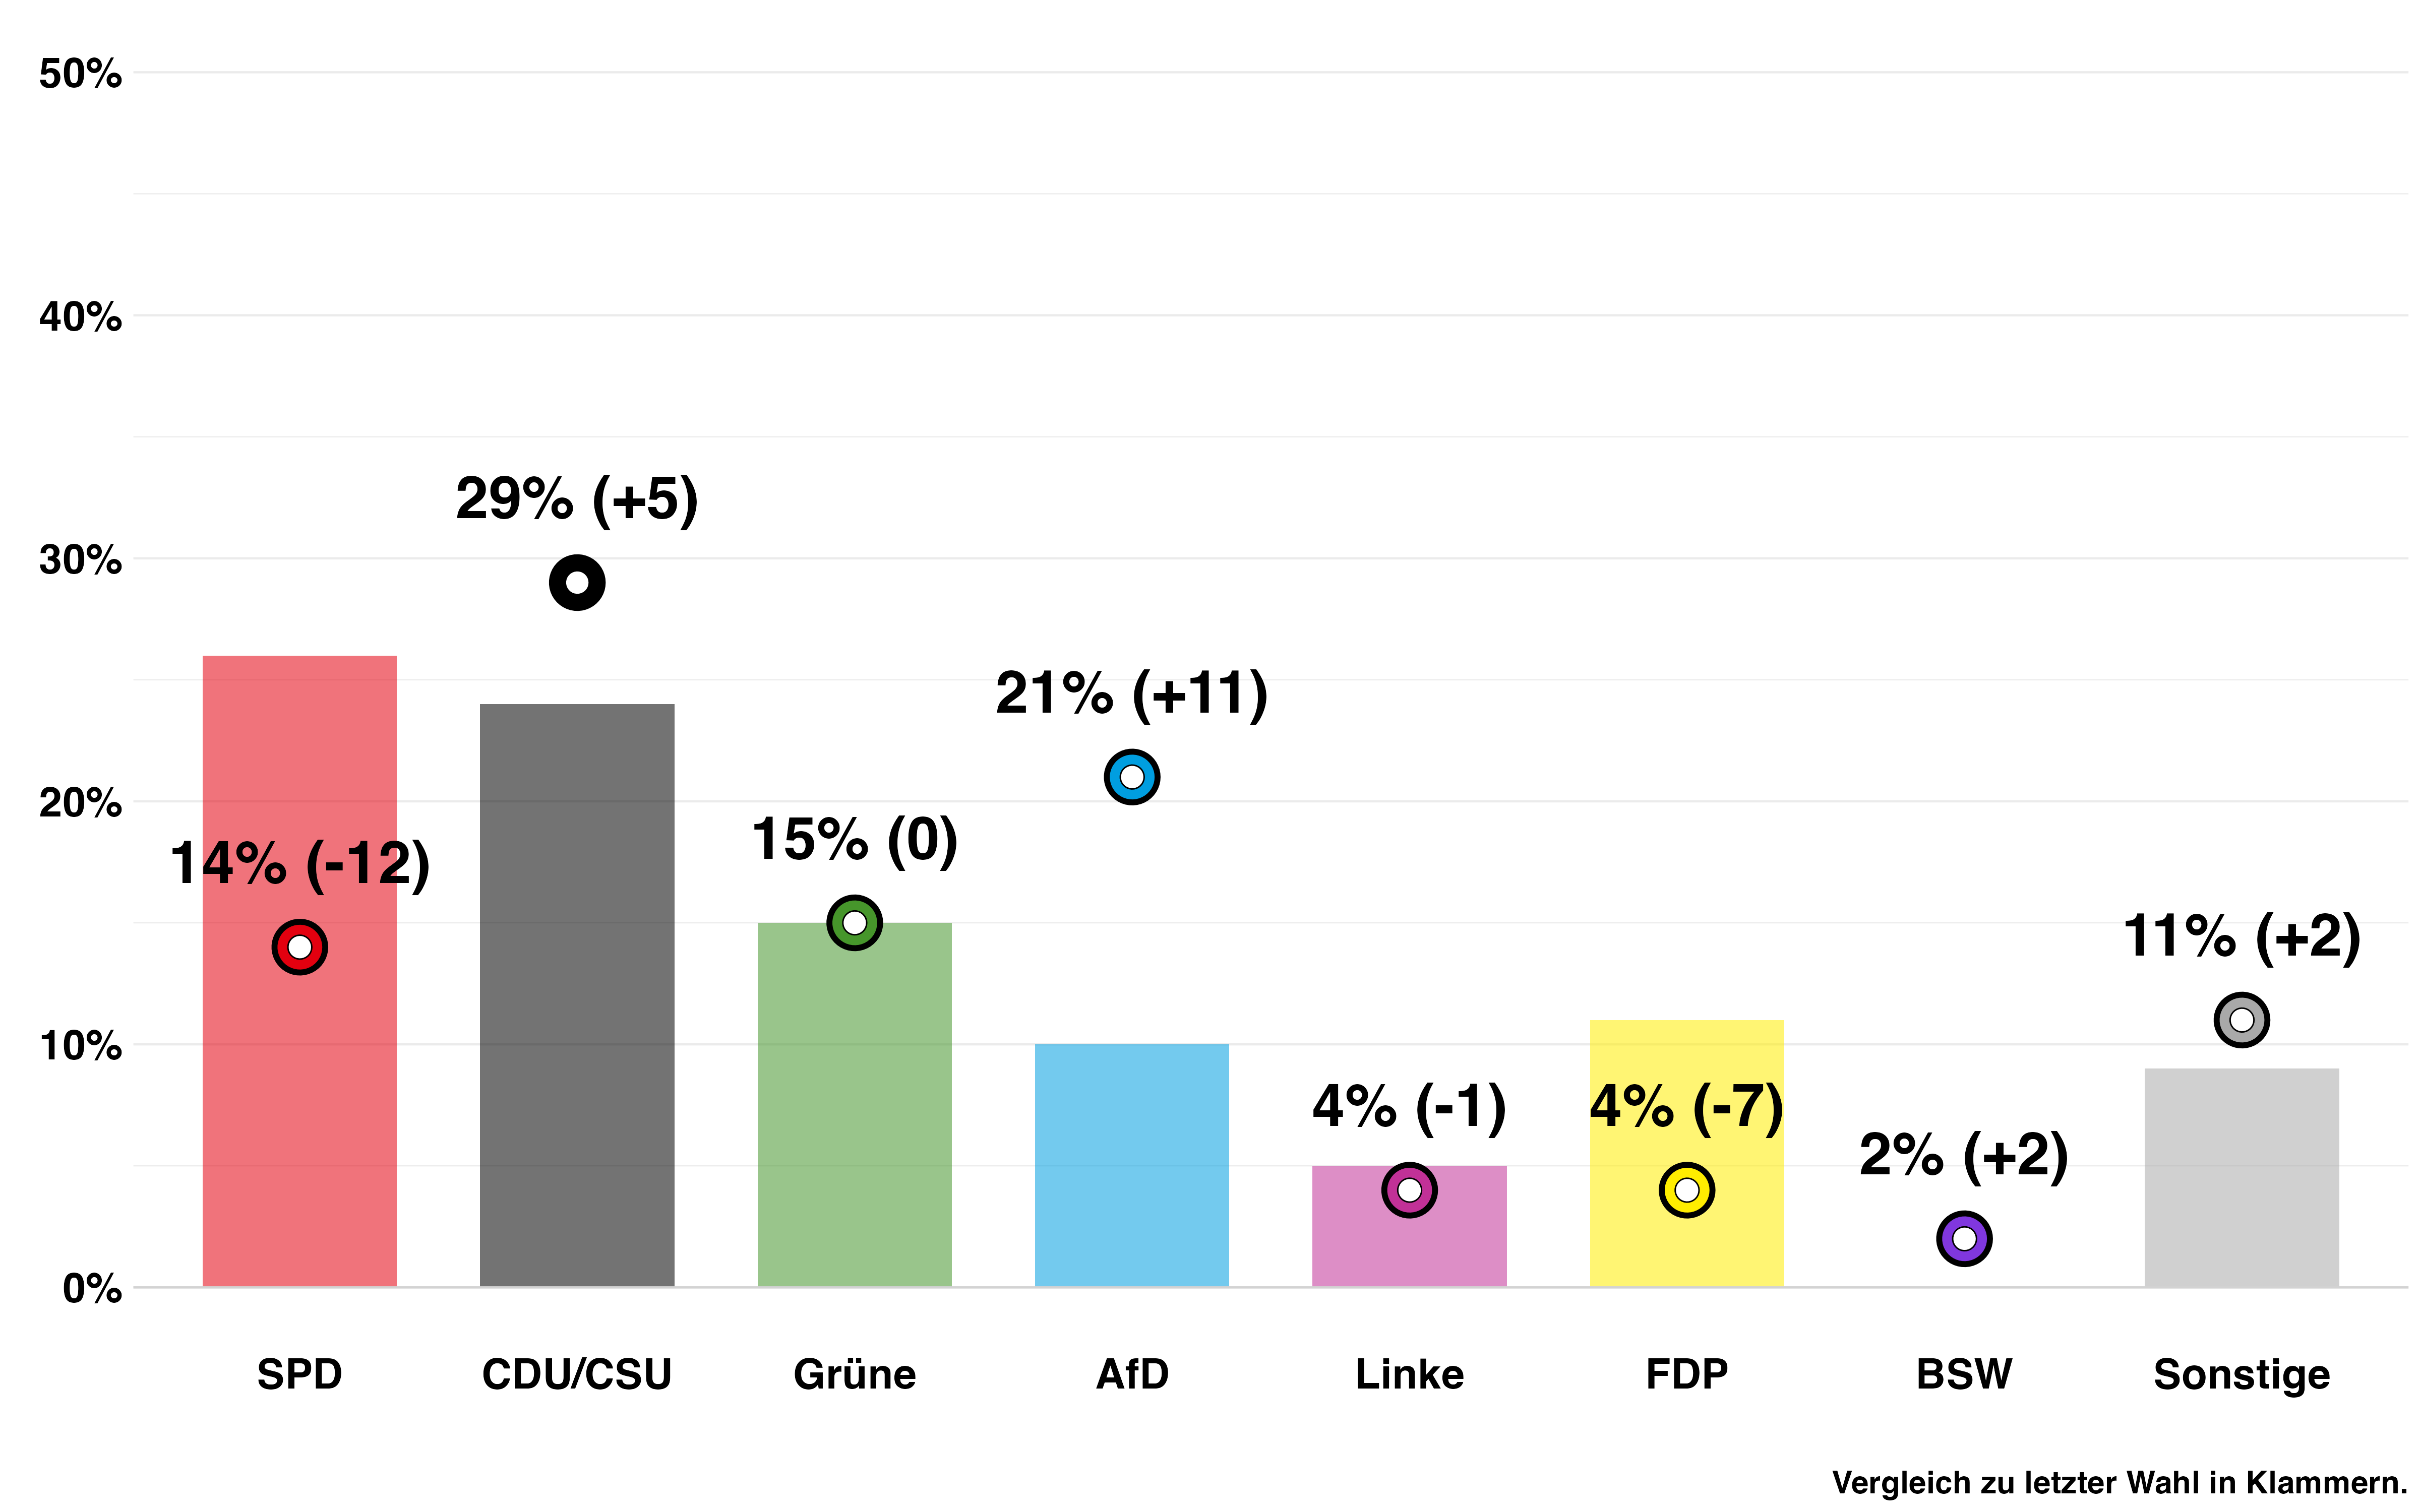 50%
40%
30%
20%
10%
0%
14% (-12)
29% (+5)
15% (0)
21% (+11)
4% (-1)
4% (-7)
2% (+2)
11% (+2)
SPD
CDU/CSU
Grüne
AfD
Linke
FDP
BSW
Sonstige
Vergleich zu letzter Wahl in Klammern.